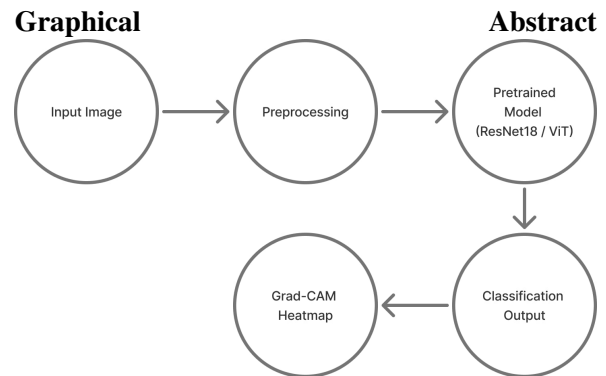 Graphical Abstract
Input Image
Preprocessing
Pretrained
Model
(ResNet18 / ViT)
Grad-CAM
Heatmap
Classification
Output